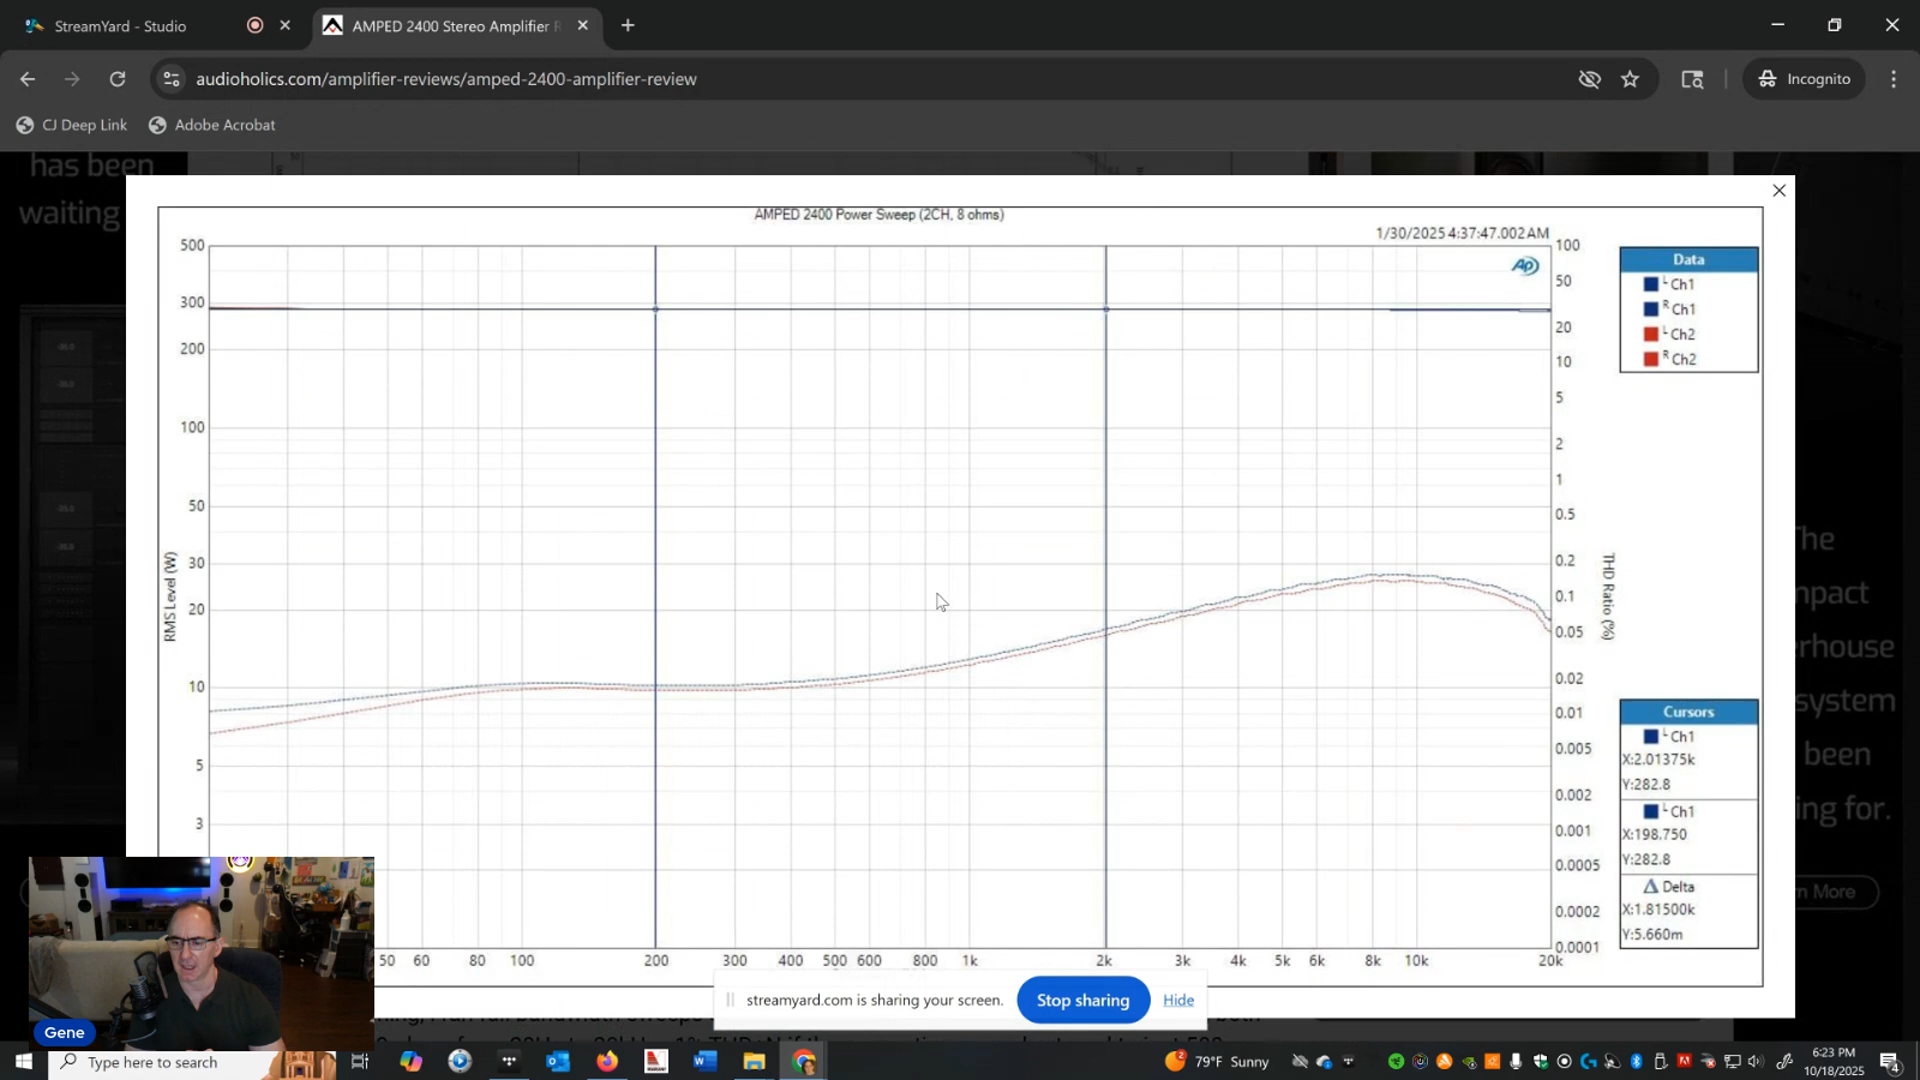 StreamYard - Studio
AMPED 2400 Stereo Amplifier R
audioholics.com/amplifier-reviews/amped-2400-amplifier-review
Incognito
CJ Deep Link
Adobe Acrobat
has been
waiting
AMPED 2400 Power Sweep (2CH, 8 ohms)
1/30/2025 4:37:47.002 AM
AP
500
300
200
100
50
30
20
10
5
3
RMS Level (W)
100
50
20
10
5
2
1
0.5
0.2
0.1
0.05
0.02
0.01
0.005
0.002
0.001
0.0005
0.0002
0.0001
THD Ratio (%)
50 60 80 100 200 300 400 500 600 800 1k 2k 3k 4k 5k 6k 8k 10k 20k
Data
L Ch1
R Ch1
L Ch2
R Ch2
Cursors
L Ch1
X:2.01375k
Y:282.8
L Ch1
X:198.750
Y:282.8
Δ Delta
X:1.81500k
Y:5.660m
system
been
ing for.
streamyard.com is sharing your screen.
Stop sharing
Hide
Gene
Type here to search
79°F Sunny
6:23 PM
10/18/2025
4